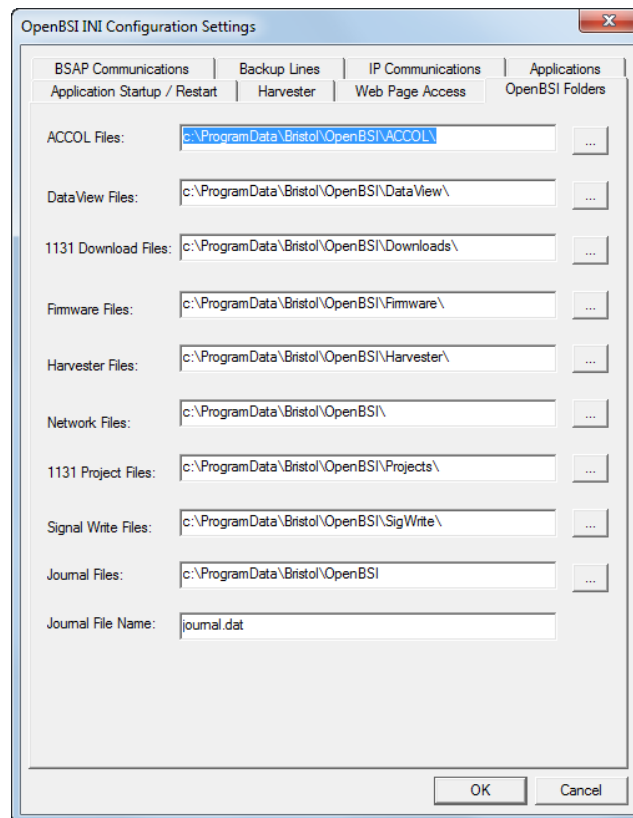 OpenBSI INI Configuration Settings
BSAP Communications Backup Lines IP Communications Applications
Application Startup / Restart Harvester Web Page Access OpenBSI Folders
ACCOL Files: c:\ProgramData\Bristol\OpenBSI\ACCOL\ ...
DataView Files: c:\ProgramData\Bristol\OpenBSI\DataView\ ...
1131 Download Files: c:\ProgramData\Bristol\OpenBSI\Downloads\ ...
Firmware Files: c:\ProgramData\Bristol\OpenBSI\Firmware\ ...
Harvester Files: c:\ProgramData\Bristol\OpenBSI\Harvester\ ...
Network Files: c:\ProgramData\Bristol\OpenBSI\ ...
1131 Project Files: c:\ProgramData\Bristol\OpenBSI\Projects\ ...
Signal Write Files: c:\ProgramData\Bristol\OpenBSI\SigWrite\ ...
Journal Files: c:\ProgramData\Bristol\OpenBSI ...
Journal File Name: journal.dat
OK Cancel